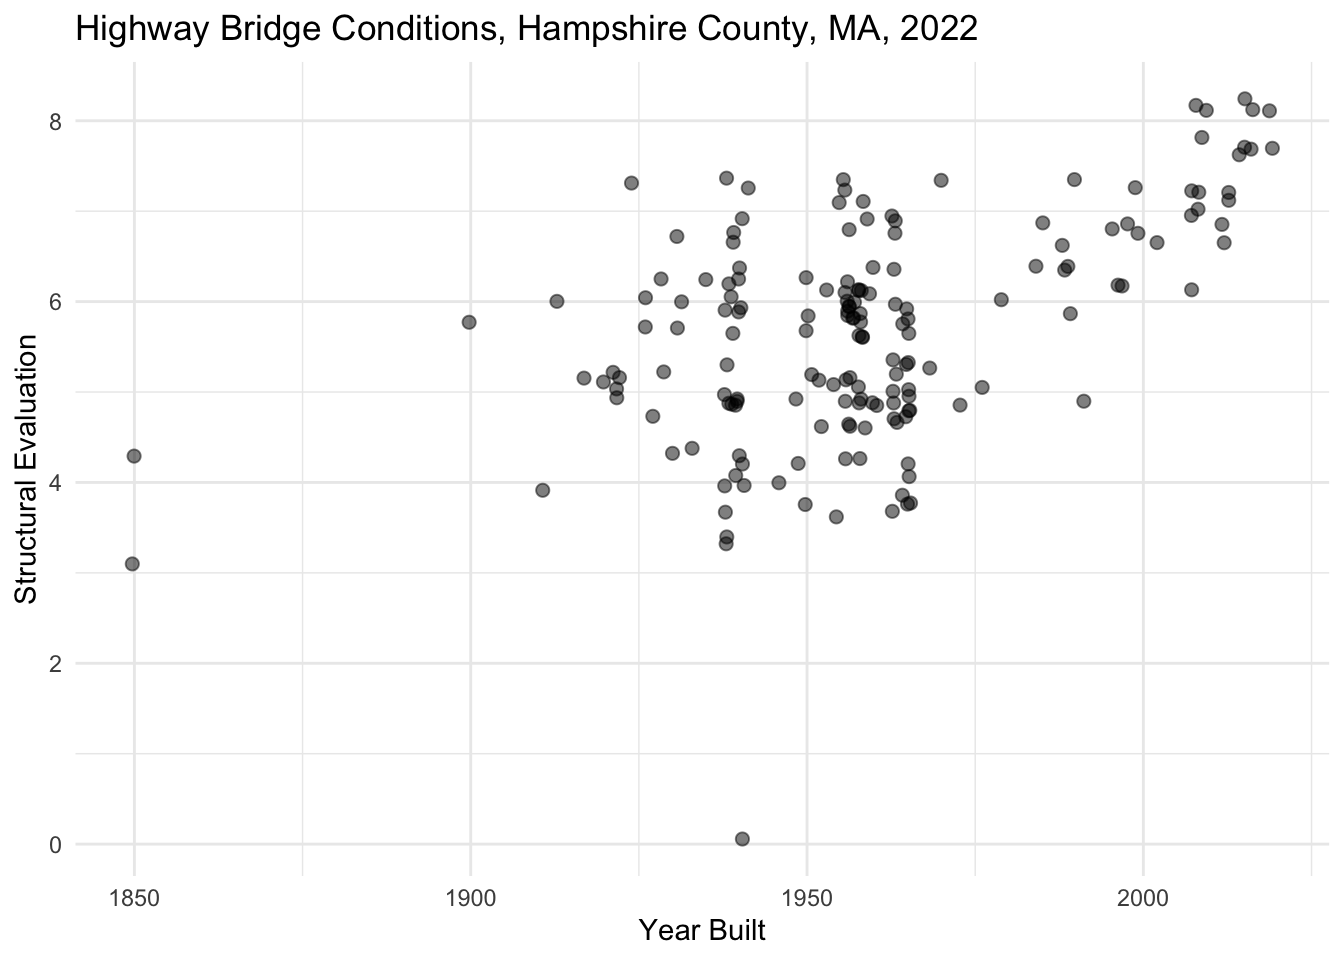 Highway Bridge Conditions, Hampshire County, MA, 2022
Structural Evaluation
8
6
4
2
0
1850 1900 1950 2000
Year Built